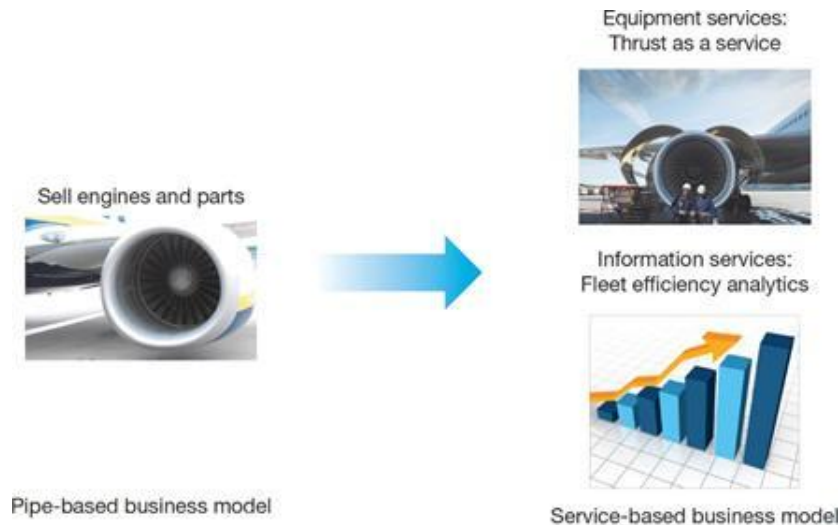 Equipment services:
Thrust as a service
Sell engines and parts
Information services:
Fleet efficiency analytics
Pipe-based business model
Service-based business model